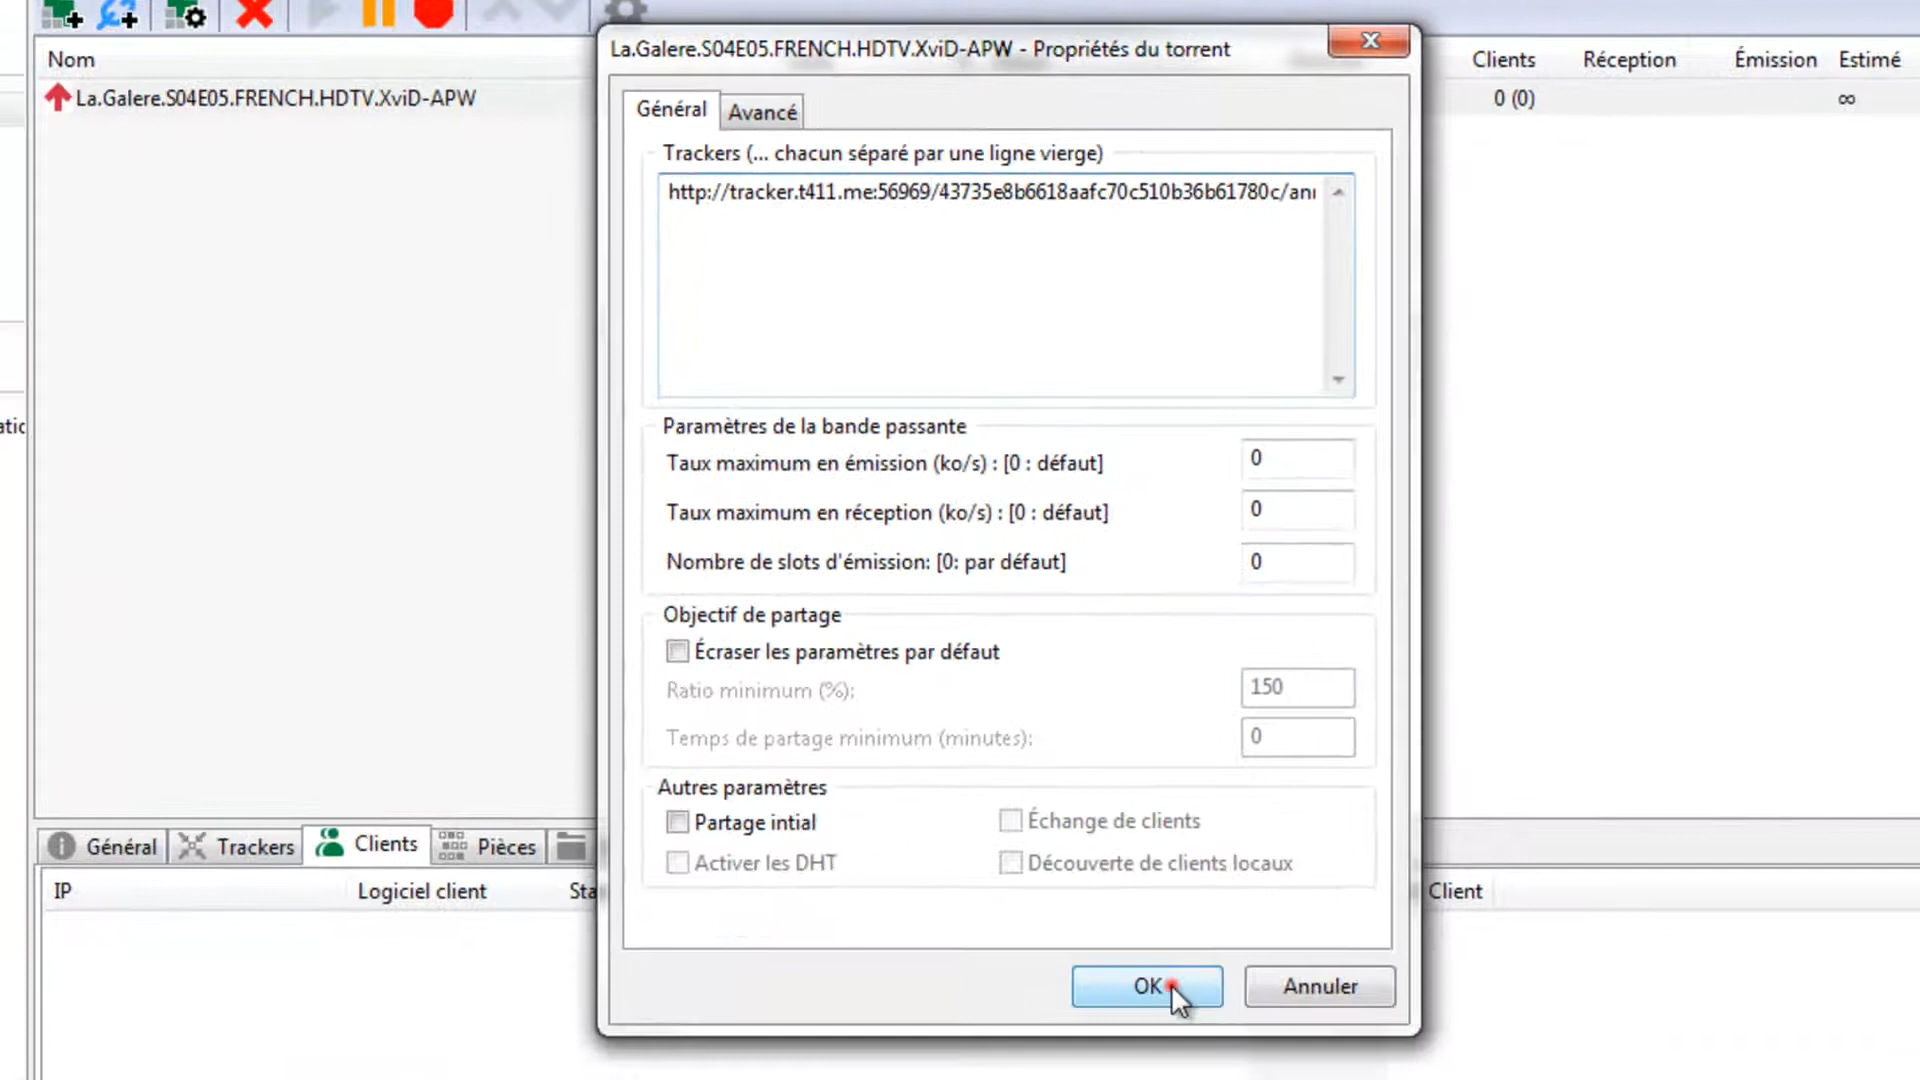 La.Galere.S04E05.FRENCH.HDTV.XviD-APW - Propriétés du torrent
Nom
Clients Réception Émission Estimé
La.Galere.S04E05.FRENCH.HDTV.XviD-APW
0 (0) ∞
Général Avancé
Trackers (... chacun séparé par une ligne vierge)
http://tracker.t411.me:56969/43735e8b6618aafc70c510b36b61780c/ann
Paramètres de la bande passante
Taux maximum en émission (ko/s) : [0 : défaut] 0
Taux maximum en réception (ko/s) : [0 : défaut] 0
Nombre de slots d'émission: [0: par défaut] 0
Objectif de partage
Écraser les paramètres par défaut
Ratio minimum (%): 150
Temps de partage minimum (minutes): 0
Autres paramètres
Partage intial Échange de clients
Activer les DHT Découverte de clients locaux
OK Annuler
Général Trackers Clients Pièces
IP Logiciel client Sta Client